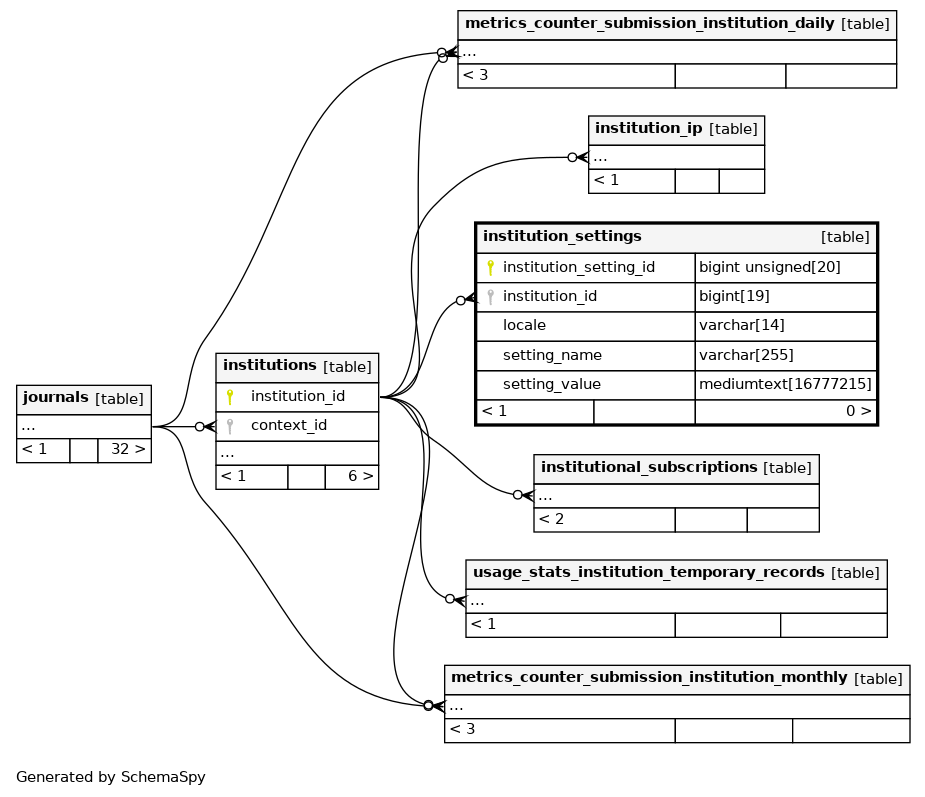 metrics_counter_submission_institution_daily [table]
...
< 3
institution_ip [table]
...
< 1
institution_settings [table]
institution_setting_id bigint unsigned[20]
institution_id bigint[19]
locale varchar[14]
setting_name varchar[255]
setting_value mediumtext[16777215]
< 1 0 >
institutions [table]
institution_id
context_id
...
< 1 6 >
journals [table]
...
< 1 32 >
institutional_subscriptions [table]
...
< 2
usage_stats_institution_temporary_records [table]
...
< 1
metrics_counter_submission_institution_monthly [table]
...
< 3
Generated by SchemaSpy